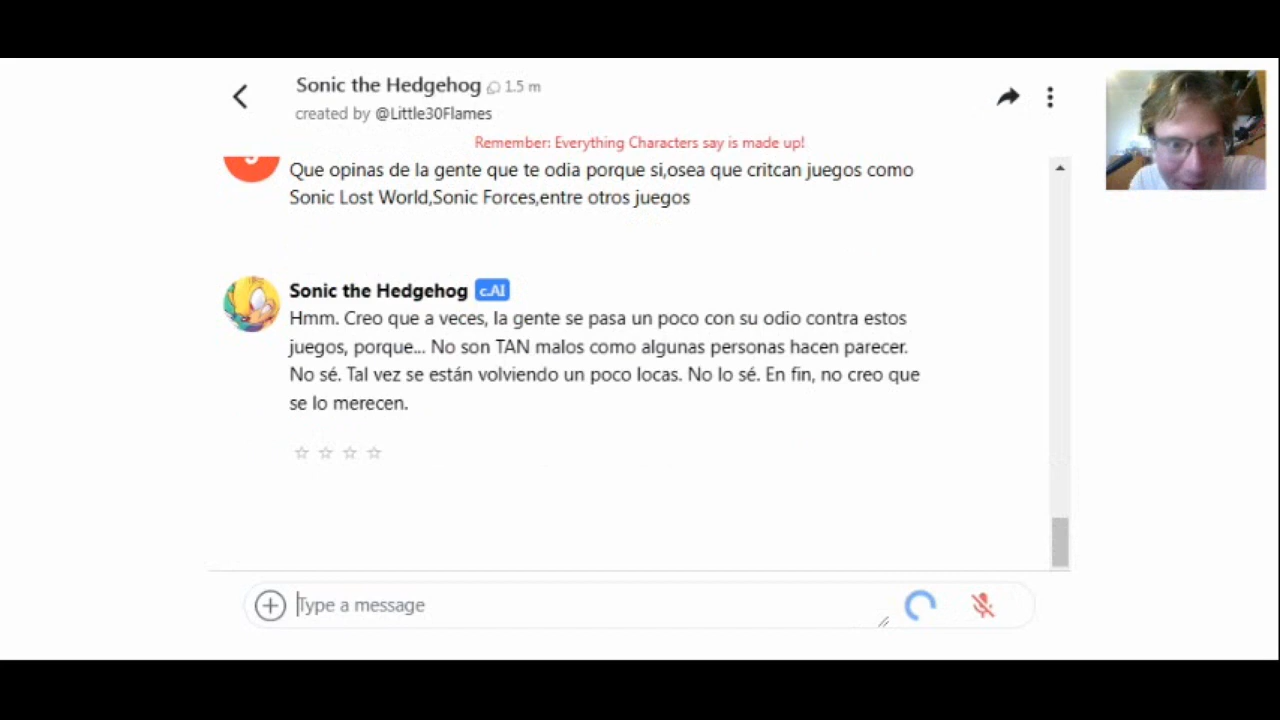 Sonic the Hedgehog 1.5 m
created by @Little30Flames
Remember: Everything Characters say is made up!
Que opinas de la gente que te odia porque si,osea que critcan juegos como
Sonic Lost World,Sonic Forces,entre otros juegos
Sonic the Hedgehog c.AI
Hmm. Creo que a veces, la gente se pasa un poco con su odio contra estos
juegos, porque... No son TAN malos como algunas personas hacen parecer.
No sé. Tal vez se están volviendo un poco locas. No lo sé. En fin, no creo que
se lo merecen.
Type a message